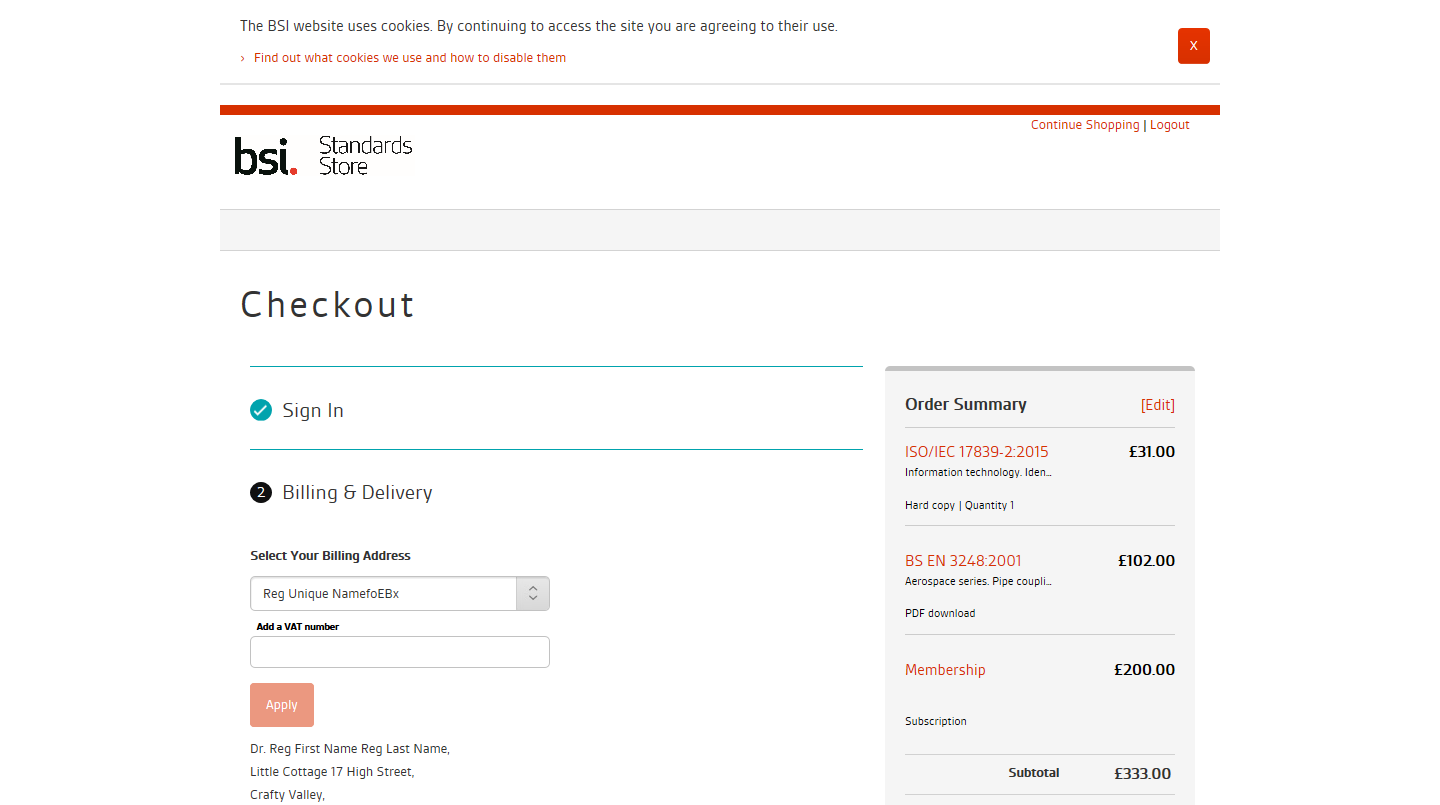 The BSI website uses cookies. By continuing to access the site you are agreeing to their use.
› Find out what cookies we use and how to disable them
X
Continue Shopping | Logout
bsi. Standards
Store
Checkout
Sign In
2 Billing & Delivery
Select Your Billing Address
Reg Unique NamefoEBx
Add a VAT number
Apply
Dr. Reg First Name Reg Last Name,
Little Cottage 17 High Street,
Crafty Valley,
Order Summary [Edit]
ISO/IEC 17839-2:2015 £31.00
Information technology. Iden...
Hard copy | Quantity 1
BS EN 3248:2001 £102.00
Aerospace series. Pipe coupli...
PDF download
Membership £200.00
Subscription
Subtotal £333.00